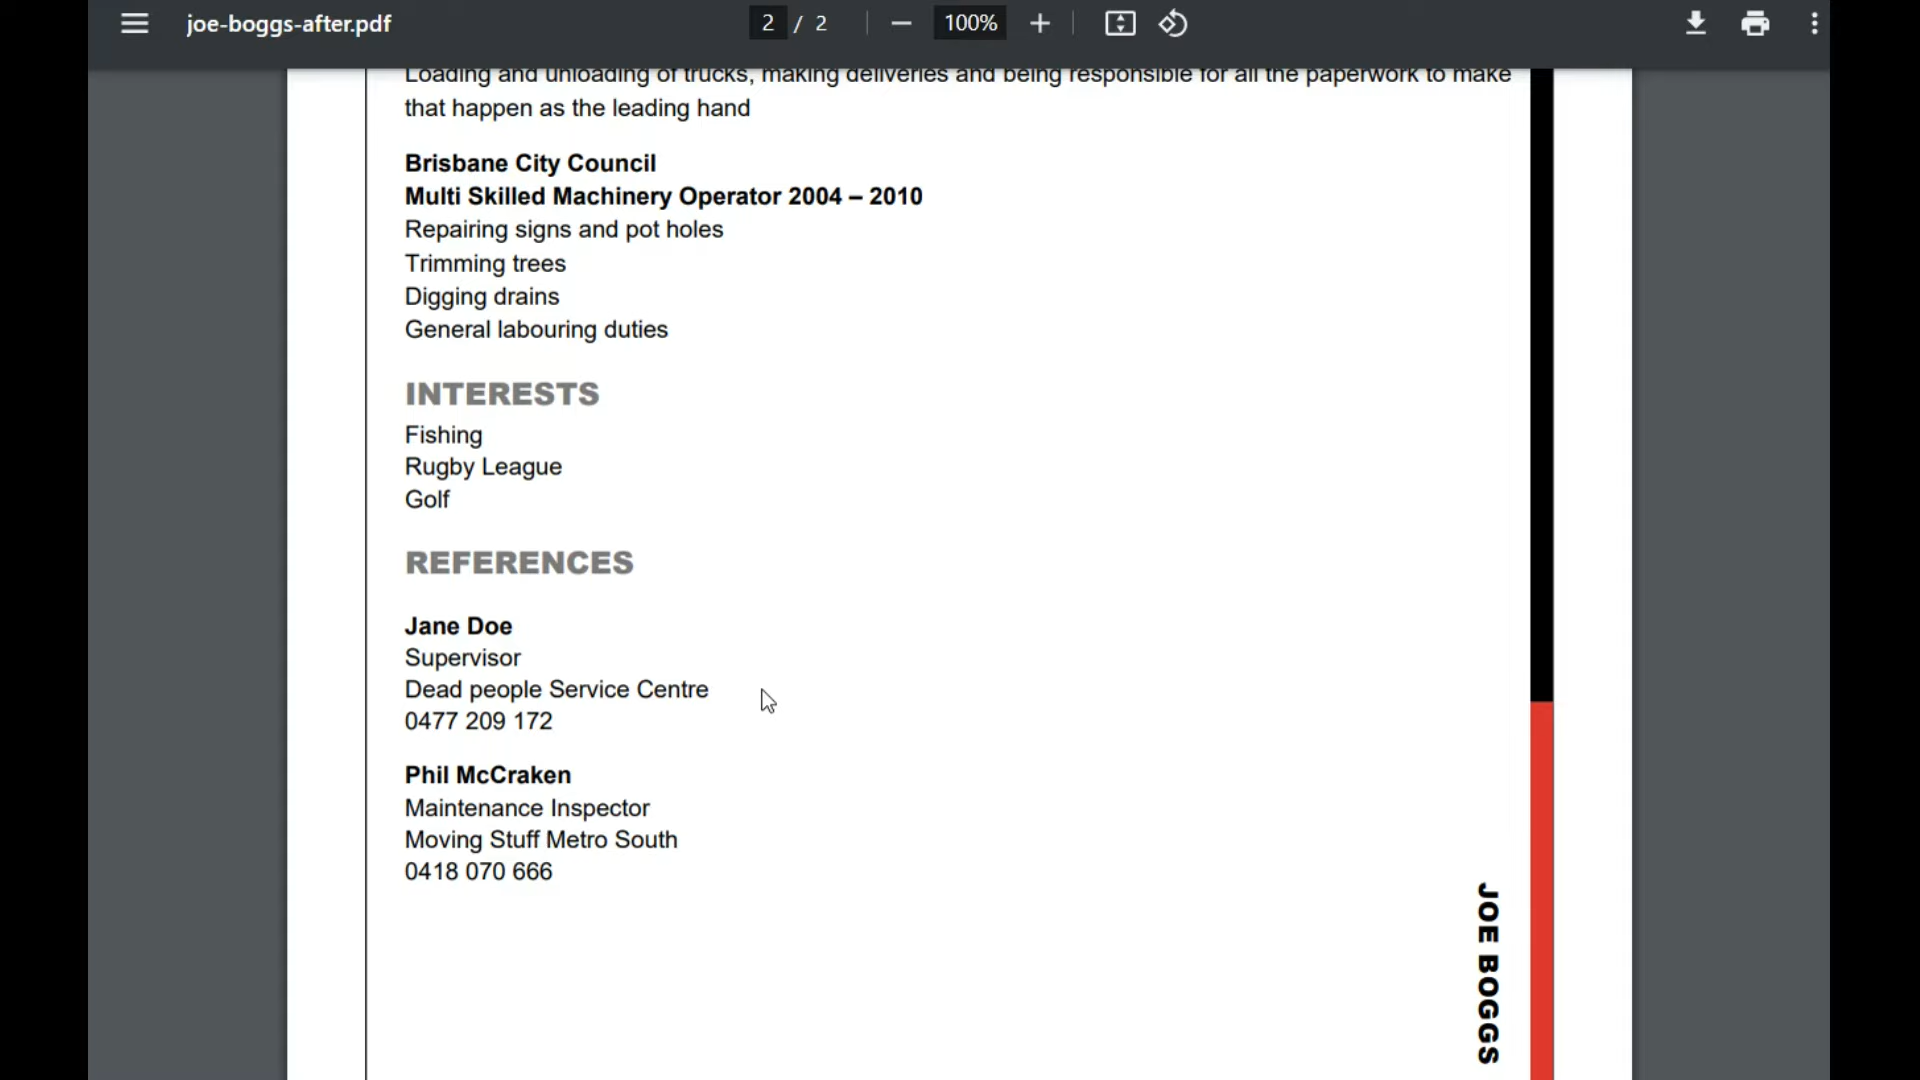 joe-boggs-after.pdf
2 / 2
100%
Loading and unloading of trucks, making deliveries and being responsible for all the paperwork to make
that happen as the leading hand
Brisbane City Council
Multi Skilled Machinery Operator 2004 – 2010
Repairing signs and pot holes
Trimming trees
Digging drains
General labouring duties
INTERESTS
Fishing
Rugby League
Golf
REFERENCES
Jane Doe
Supervisor
Dead people Service Centre
0477 209 172
Phil McCraken
Maintenance Inspector
Moving Stuff Metro South
0418 070 666
JOE BOGGS